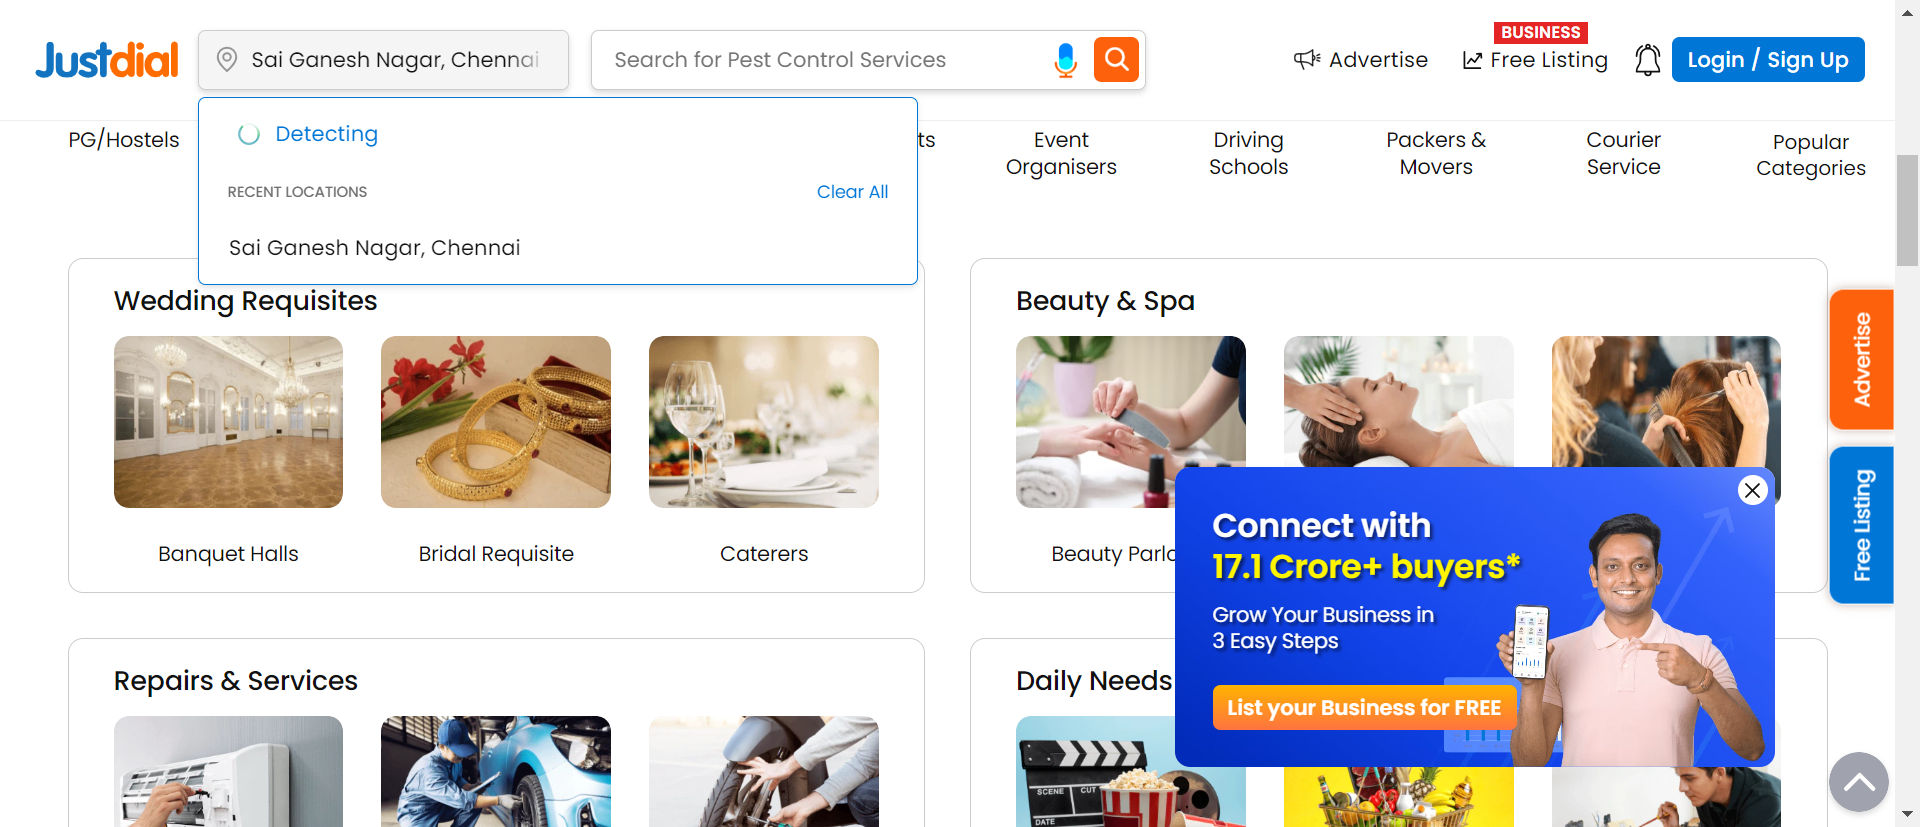 Justdial
Sai Ganesh Nagar, Chennai
Search for Pest Control Services
Advertise
BUSINESS
Free Listing
Login / Sign Up
Detecting
RECENT LOCATIONS
Clear All
Sai Ganesh Nagar, Chennai
PG/Hostels
ts
Event
Organisers
Driving
Schools
Packers &
Movers
Courier
Service
Popular
Categories
Wedding Requisites
Banquet Halls
Bridal Requisite
Caterers
Beauty & Spa
Beauty Parlo
Advertise
Free Listing
Connect with
17.1 Crore+ buyers*
Grow Your Business in
3 Easy Steps
List your Business for FREE
Repairs & Services
Daily Needs
SCENE CUT
DATE